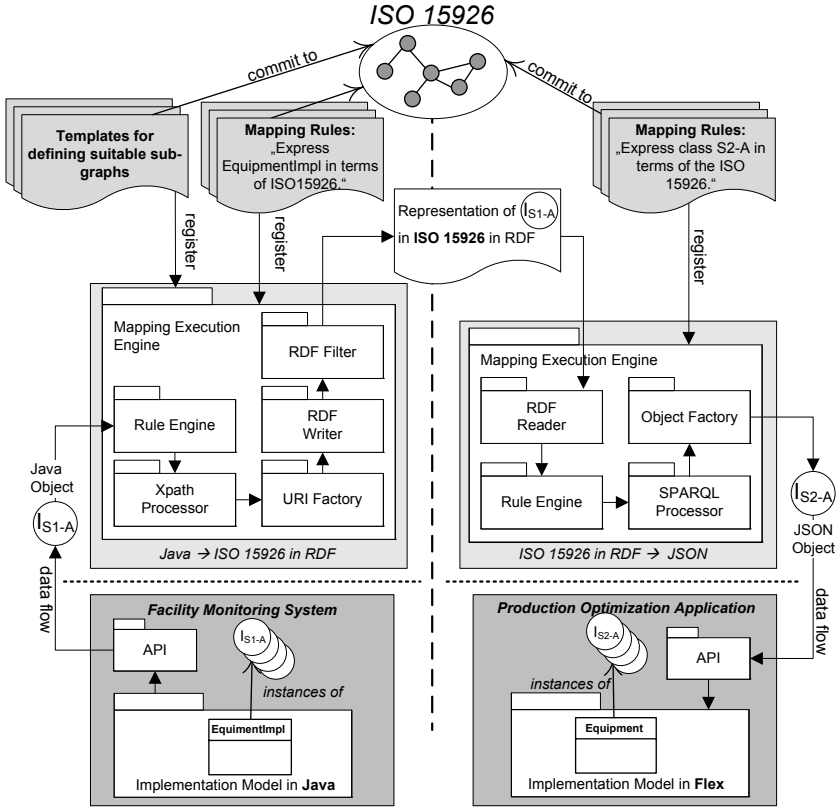 ISO 15926
commit to
commit to
Templates for
defining suitable sub-
graphs
Mapping Rules:
„Express
EquipmentImpl in terms
of ISO15926.“
Mapping Rules:
„Express class S2-A in
terms of the ISO
15926.“
Representation of I S1-A
in ISO 15926 in RDF
register
register
register
Mapping Execution
Engine
RDF Filter
Rule Engine
RDF
Writer
Xpath
Processor
URI Factory
Java → ISO 15926 in RDF
Mapping Execution Engine
RDF
Reader
Object Factory
Rule Engine
SPARQL
Processor
ISO 15926 in RDF → JSON
Java
Object
I S1-A
data flow
I S2-A
JSON
Object
data flow
Facility Monitoring System
I S1-A
API
instances of
EquimentImpl
Implementation Model in Java
Production Optimization Application
I S2-A
API
instances of
Equipment
Implementation Model in Flex